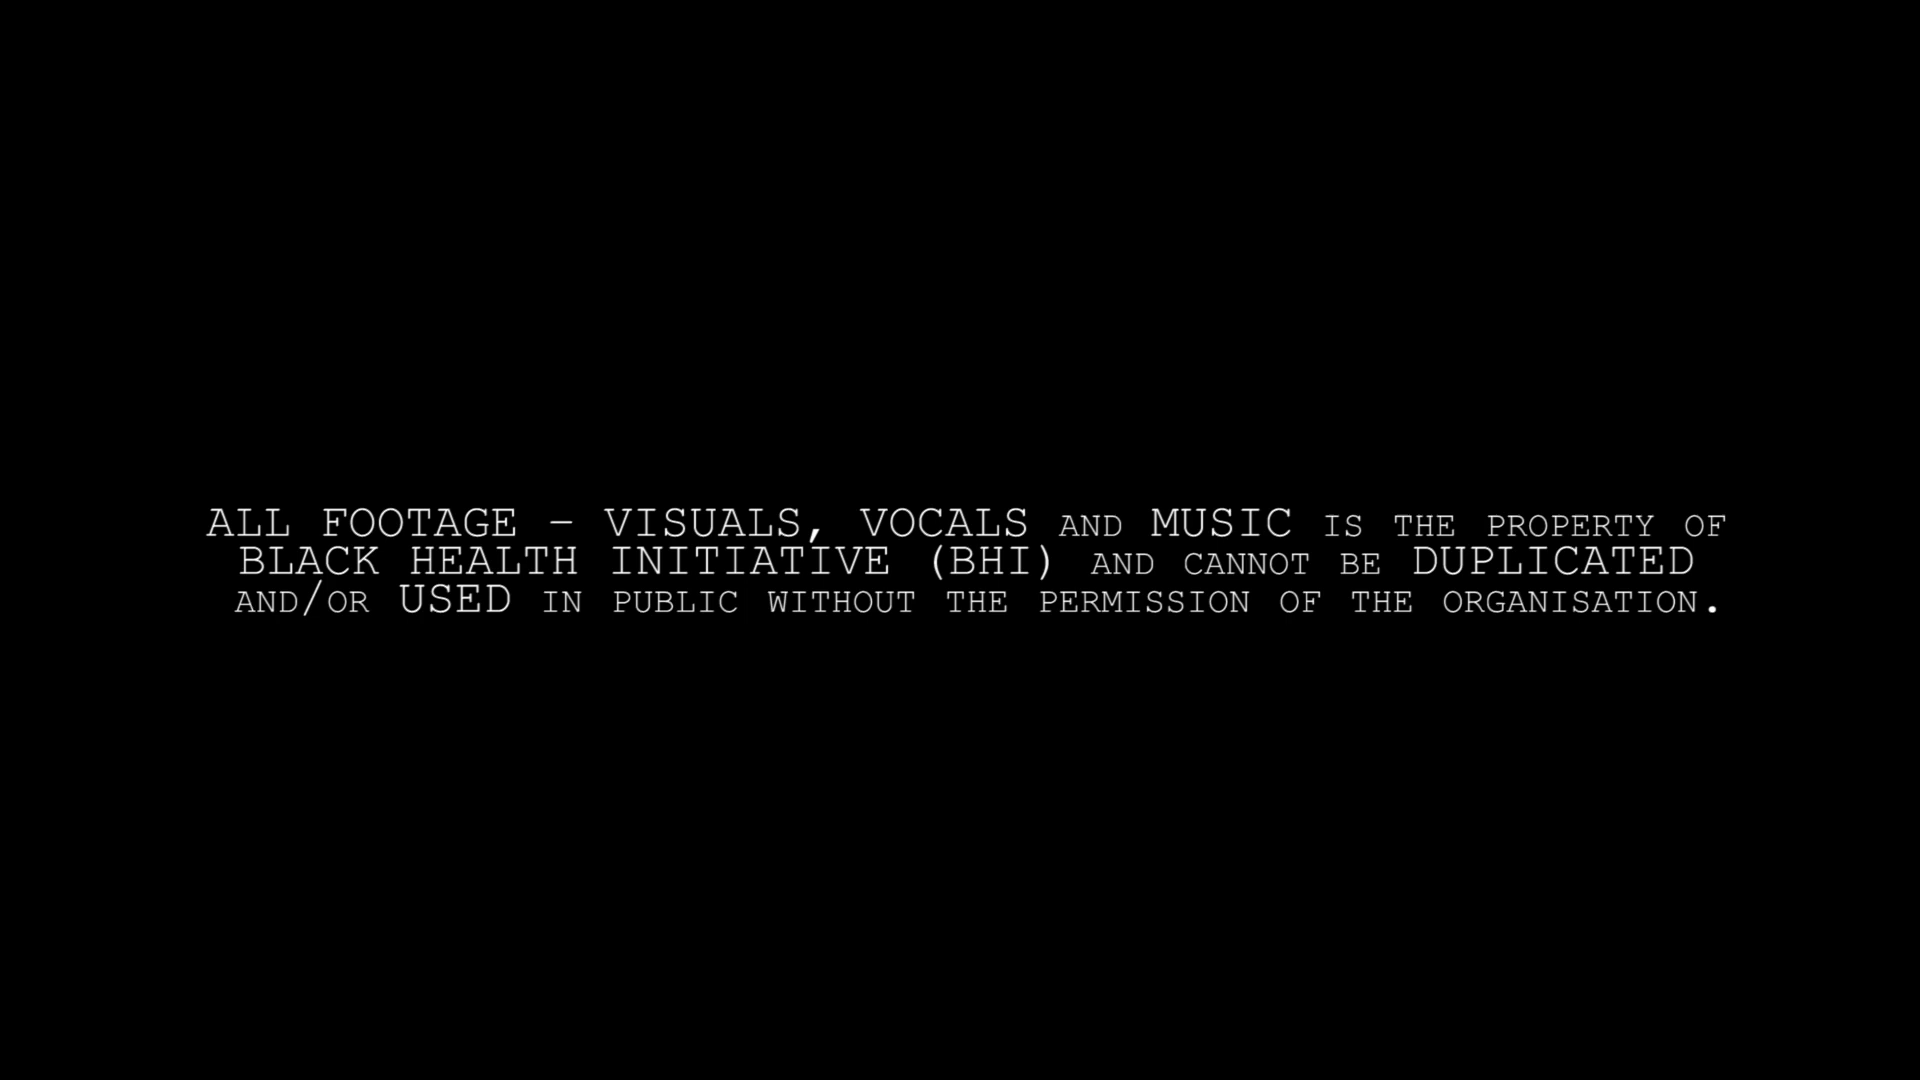 ALL FOOTAGE – VISUALS, VOCALS AND MUSIC IS THE PROPERTY OF
BLACK HEALTH INITIATIVE (BHI) AND CANNOT BE DUPLICATED
AND/OR USED IN PUBLIC WITHOUT THE PERMISSION OF THE ORGANISATION.